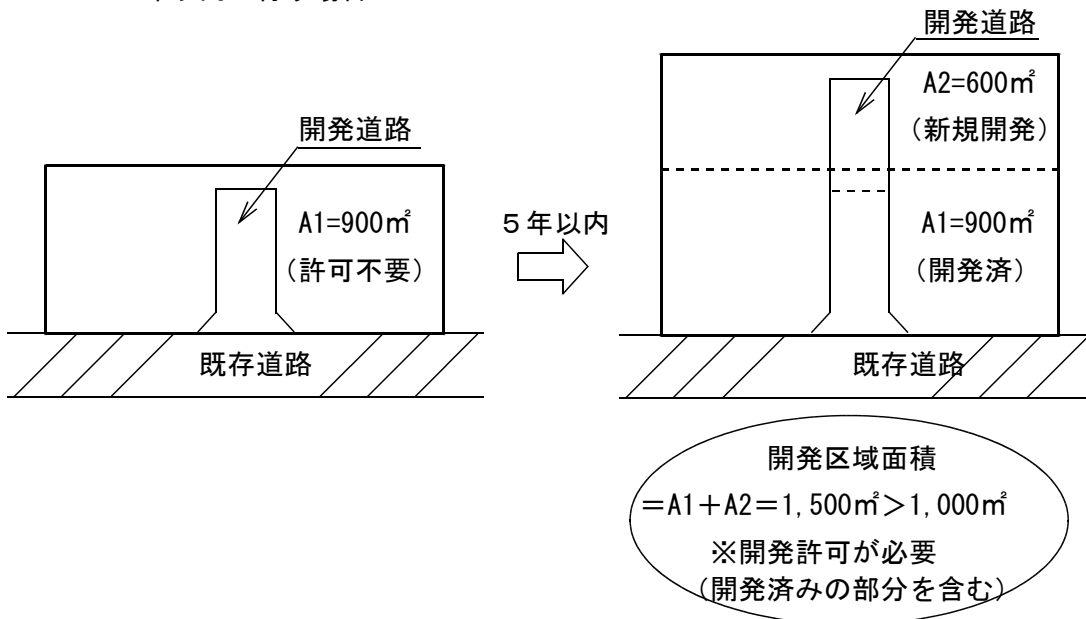 開発道路
A1=900㎡
(許可不要)
既存道路
5年以内
開発道路
A2=600㎡
(新規開発)
A1=900㎡
(開発済)
既存道路
開発区域面積
=A1+A2=1,500㎡>1,000㎡
※開発許可が必要
(開発済みの部分を含む)